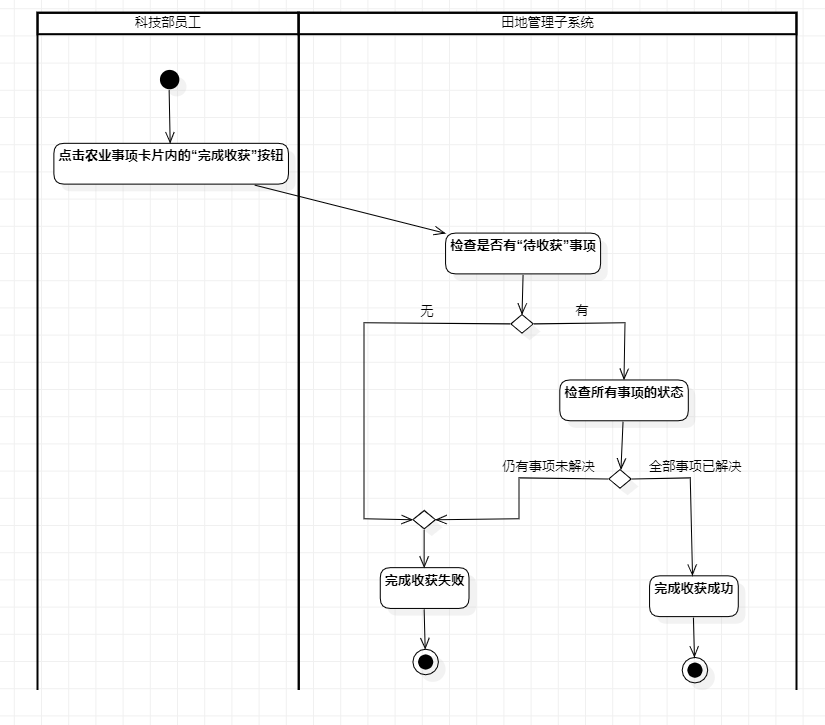 科技部员工
田地管理子系统
点击农业事项卡片内的“完成收获”按钮
检查是否有“待收获”事项
无
有
检查所有事项的状态
仍有事项未解决
全部事项已解决
完成收获失败
完成收获成功